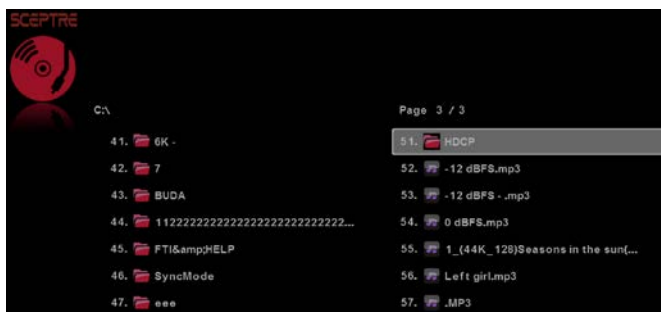 SCEPTRE
C:\
Page 3 / 3
41. 6K -
42. 7
43. BUDA
44. 11222222222222222222222222222...
45. FTI&amp;HELP
46. SyncMode
47. eee
51. HDCP
52. -12 dBFS.mp3
53. -12 dBFS - .mp3
54. 0 dBFS.mp3
55. 1_(44K_128)Seasons in the sun(...
56. Left girl.mp3
57. .MP3